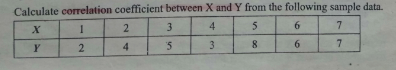 Calculate correlation coefficient between X and Y from the following sample data.
X 1 2 3 4 5 6 7
Y 2 4 5 3 8 6 7